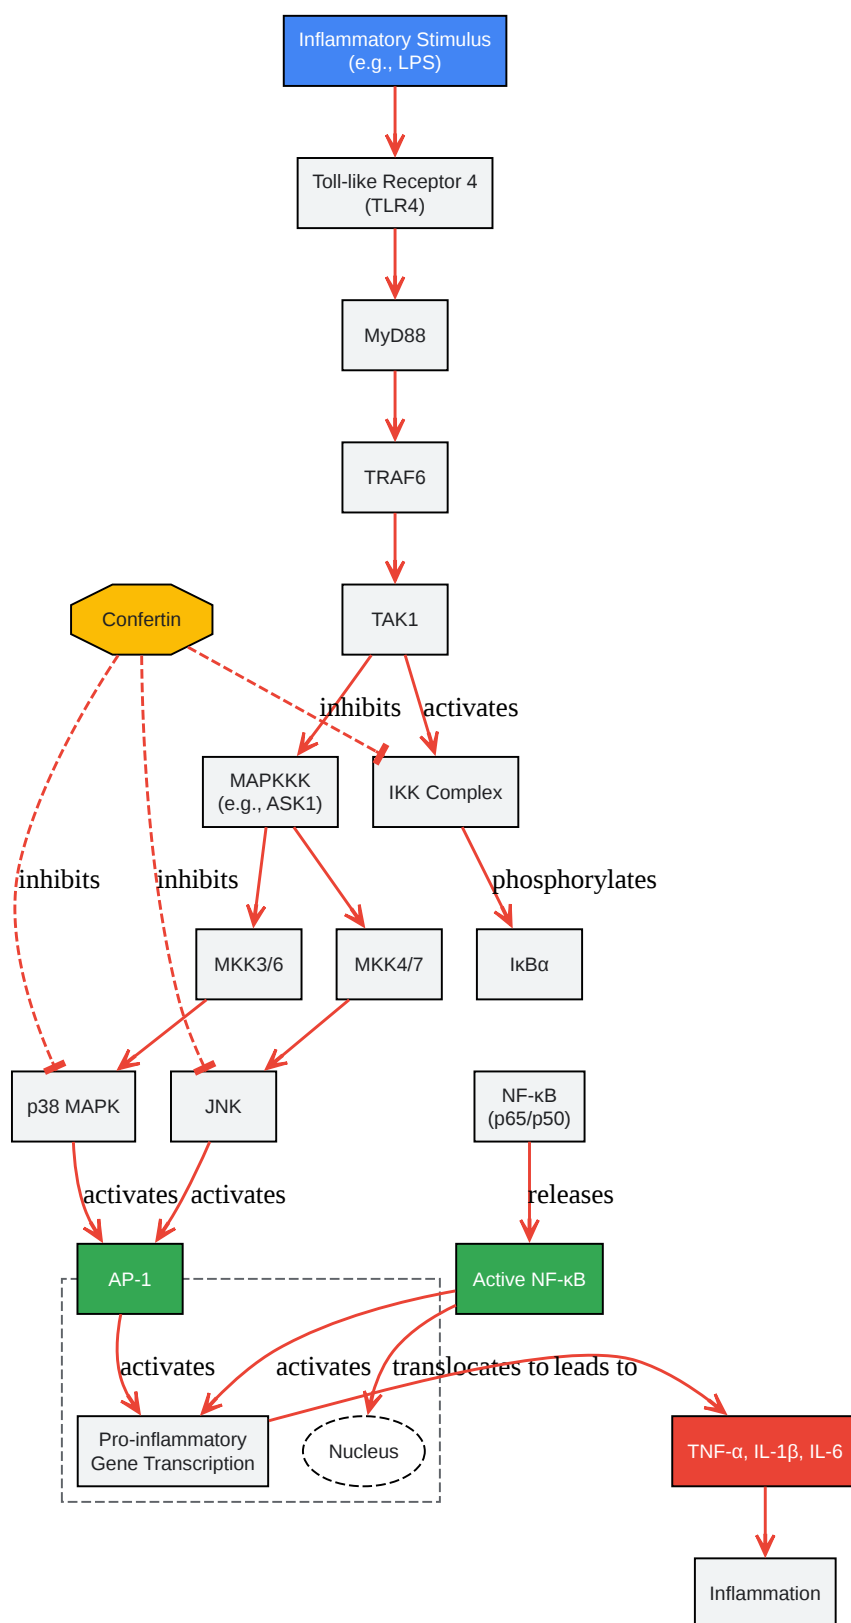 Inflammatory Stimulus
(e.g., LPS)
Toll-like Receptor 4
(TLR4)
MyD88
TRAF6
Confertin
TAK1
inhibits
activates
MAPKKK
(e.g., ASK1)
IKK Complex
inhibits
inhibits
phosphorylates
MKK3/6
MKK4/7
IκBα
p38 MAPK
JNK
NF-κB
(p65/p50)
activates
activates
releases
AP-1
Active NF-κB
activates
activates
translocates to
leads to
Pro-inflammatory
Gene Transcription
Nucleus
TNF-α, IL-1β, IL-6
Inflammation